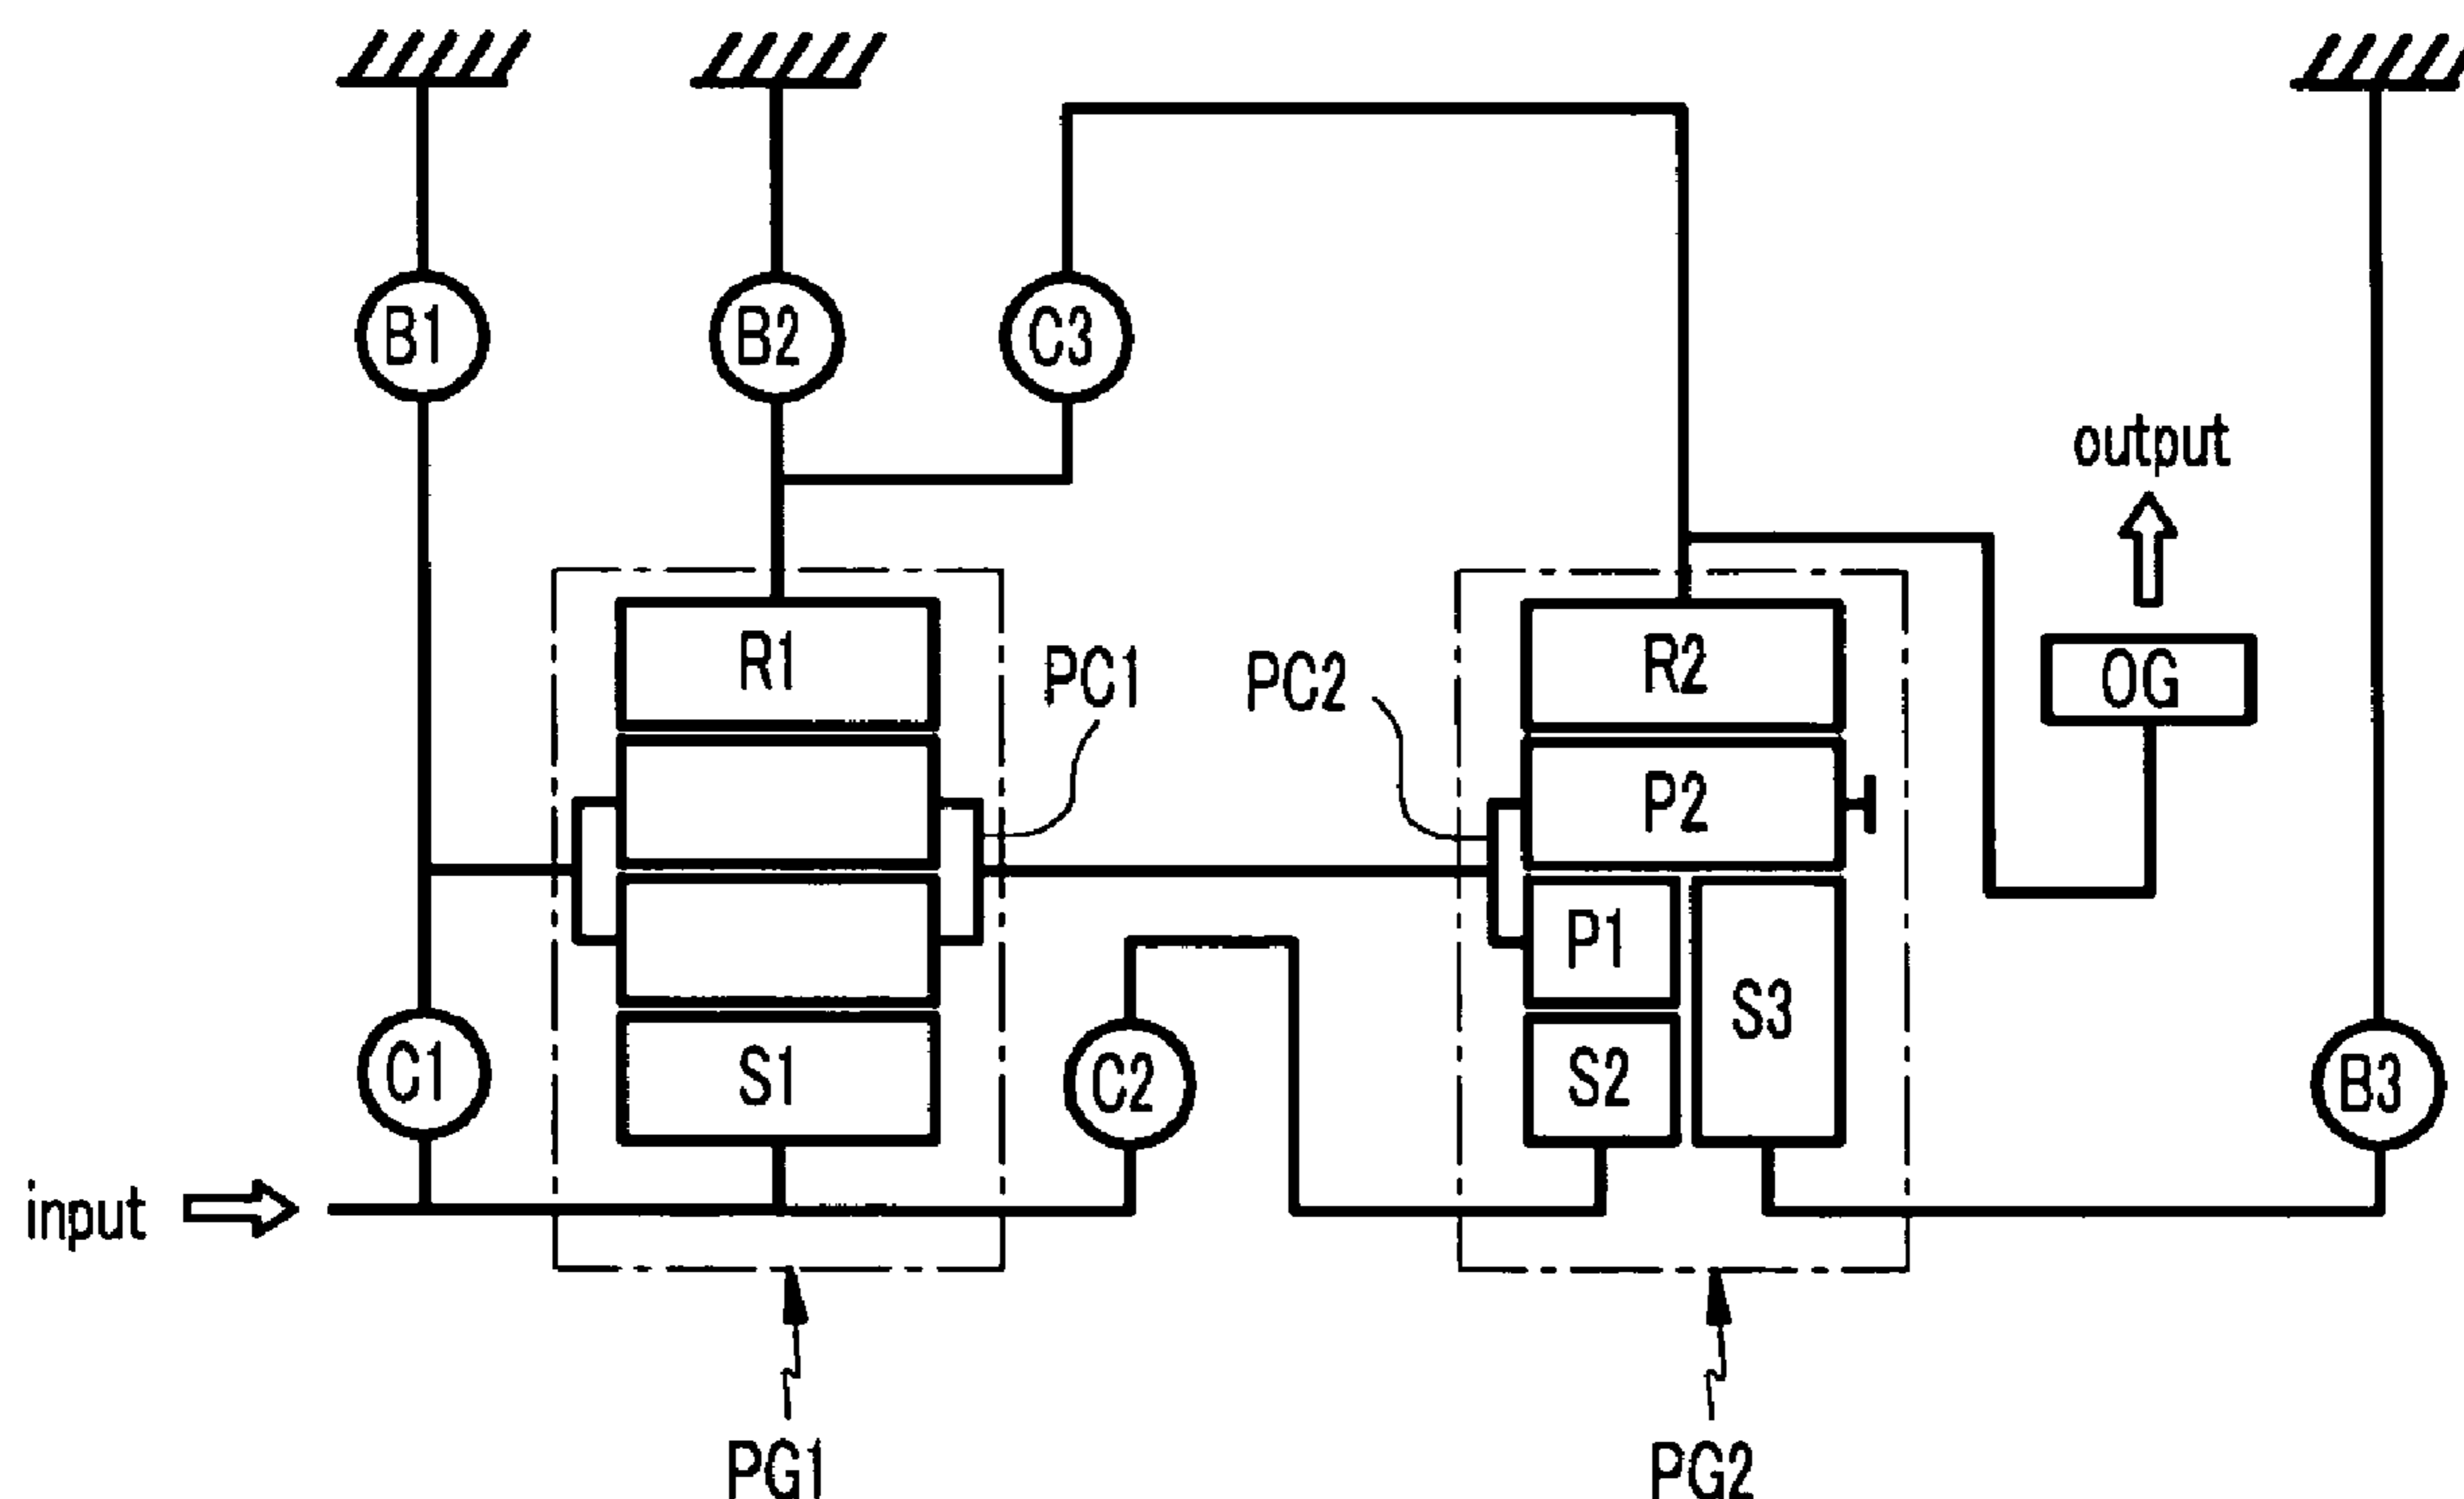 B1
B2
C3
output
R1
PC1
PC2
R2
OG
P2
P1
S3
C1
S1
C2
S2
B3
input
PG1
PG2